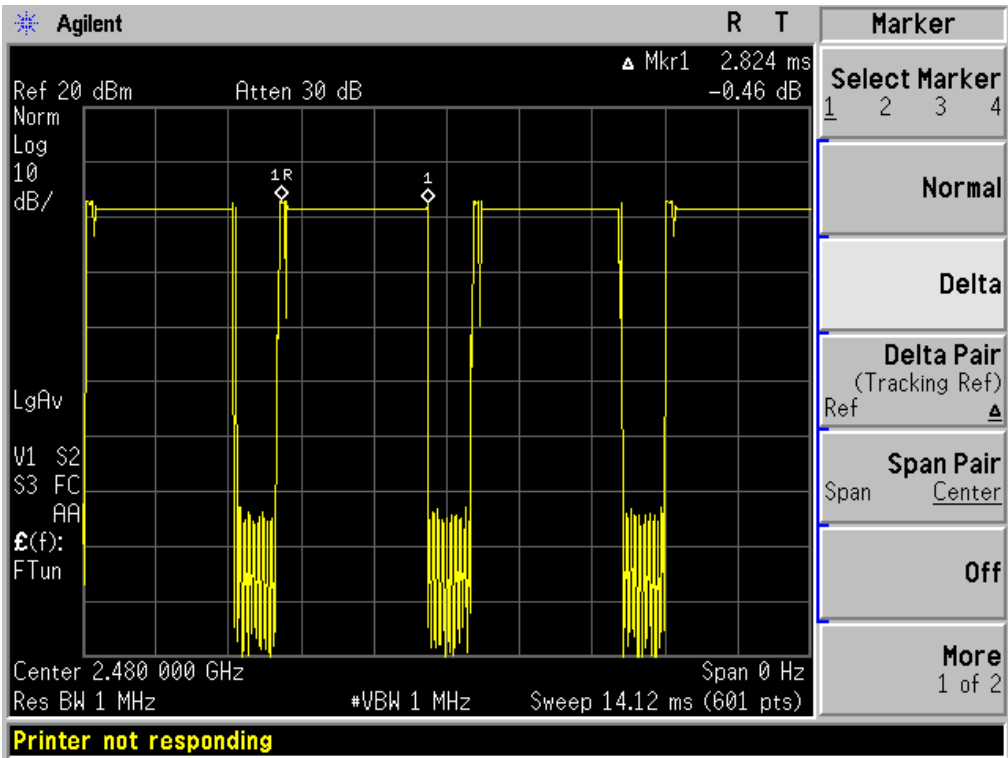 Agilent R T Marker
Δ Mkr1 2.824 ms
Ref 20 dBm Atten 30 dB -0.46 dB
Norm
Log
10
dB/
1R
1
LgAv
V1 S2
S3 FC
AA
£(f):
FTun
Center 2.480 000 GHz Span 0 Hz
Res BW 1 MHz #VBW 1 MHz Sweep 14.12 ms (601 pts)
Printer not responding
Select Marker
1 2 3 4
Normal
Delta
Delta Pair
(Tracking Ref)
Ref Δ
Span Pair
Span Center
Off
More
1 of 2